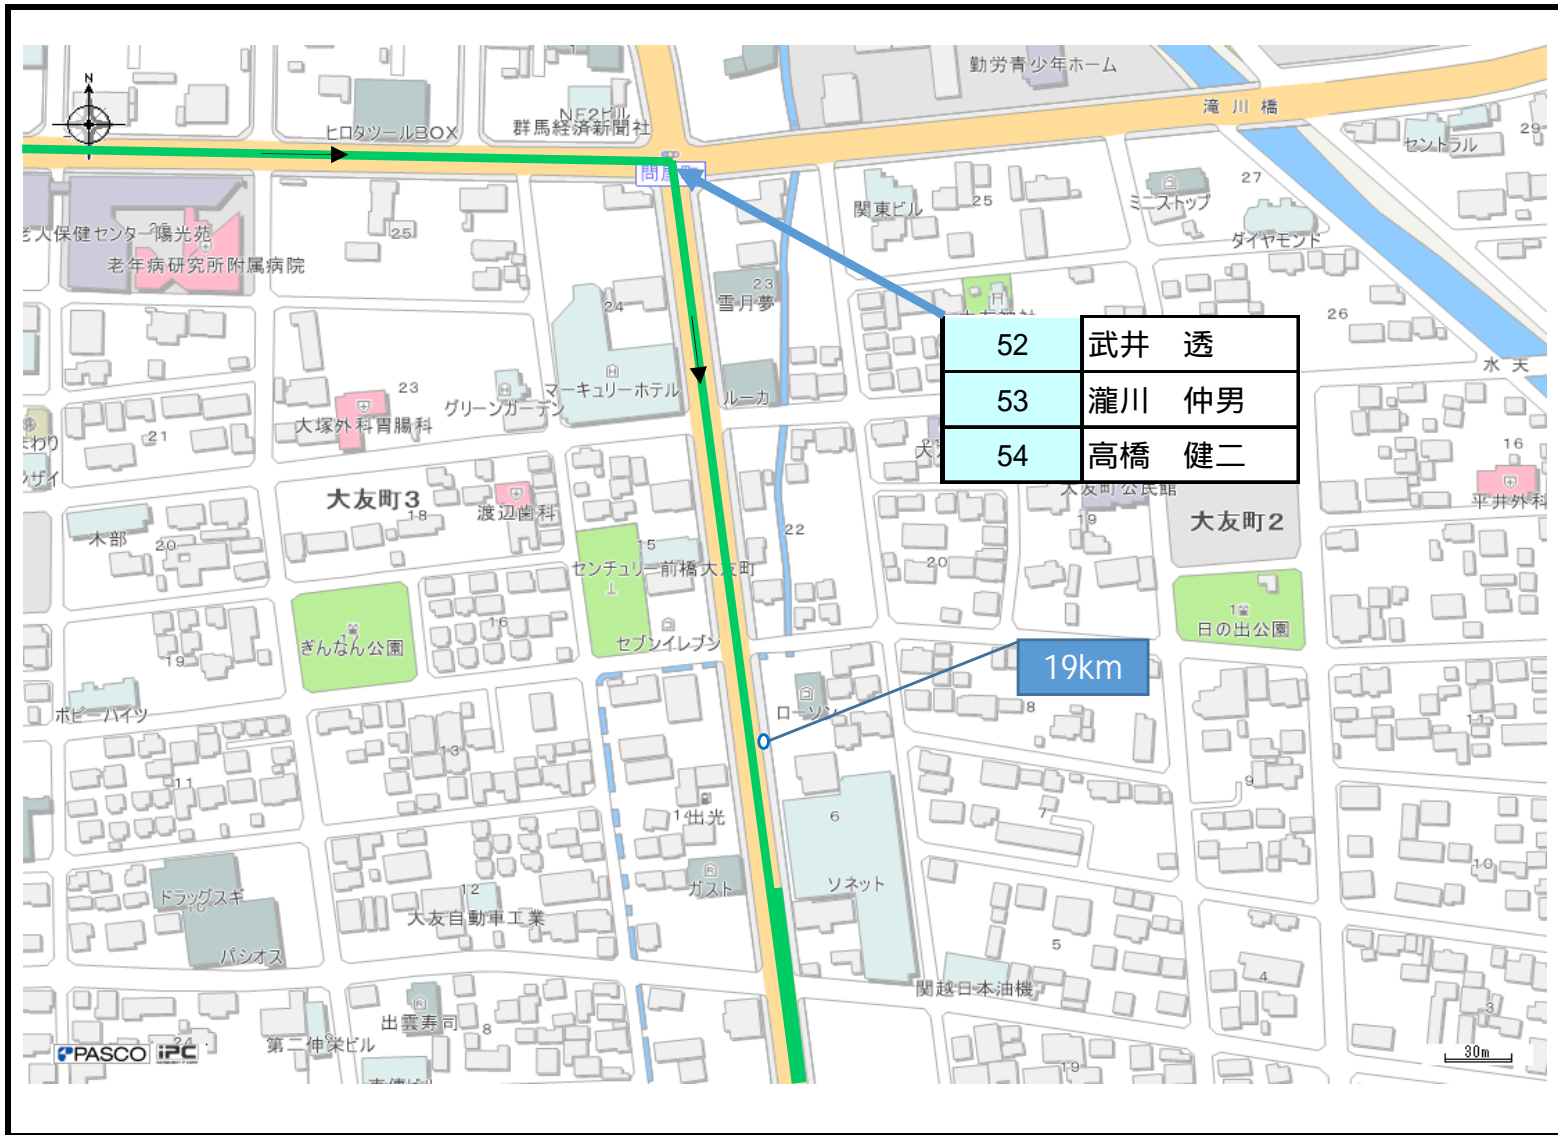 N
勤労青少年ホーム
滝川橋
NF2ビル
群馬経済新聞社
ヒロタツールBOX
セントラル
29
27
ミニストップ
関東ビル
25
ダイヤモンド
老人保健センター陽光苑
25
老年病研究所附属病院
23
雪月夢
24
26
52 武井 透
53 瀧川 仲男
54 高橋 健二
水 天
マーキュリーホテル
ルーカ
グリーンガーデン
23
大塚外科胃腸科
21
16
平井外科
大友町3
18
渡辺歯科
大友町公民館
19
大友町2
木部
20
22
20
15
センチュリー前橋大友町
ぎんなん公園
16
セブンイレブン
日の出公園
19
19km
ポピーハイツ
ローソン
8
11
13
11
9
14
出光
6
7
10
ガスト
ソネット
ドラッグスギ
12
大友自動車工業
パシオス
5
4
関越日本油機
3
出雲寿司
8
第二伸栄ビル
24
19
PASCO iPC
30m